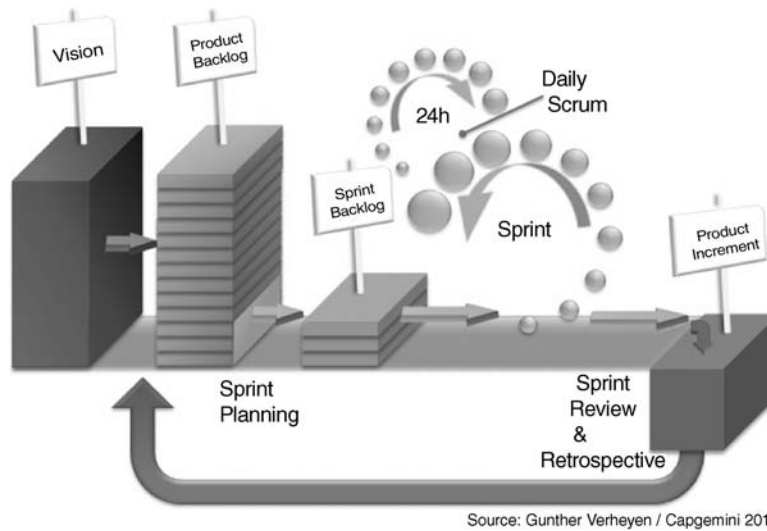 Vision
Product
Backlog
24h
Daily
Scrum
Sprint
Backlog
Sprint
Product
Increment
Sprint
Planning
Sprint
Review
&
Retrospective
Source: Gunther Verheyen / Capgemini 201